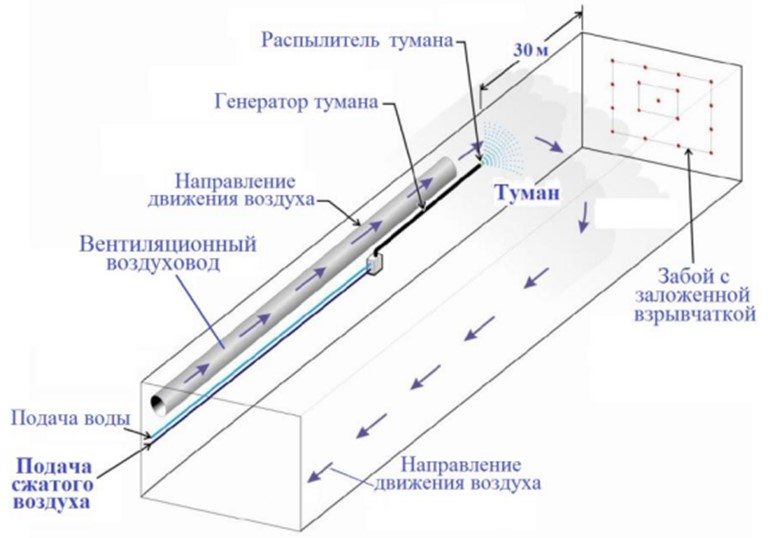 Распылитель тумана
30 м
Генератор тумана
Направление
движения воздуха
Туман
Вентиляционный
воздуховод
Забой с
заложенной
взрывчаткой
Подача воды
Подача
сжатого
воздуха
Направление
движения воздуха